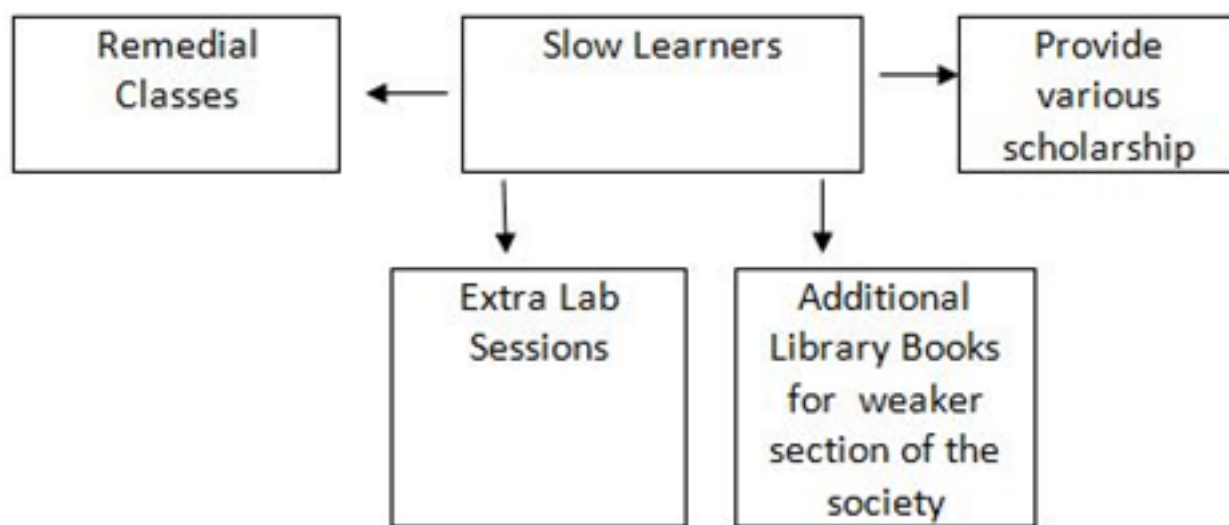 Remedial
Classes
Slow Learners
Provide
various
scholarship
Extra Lab
Sessions
Additional
Library Books
for weaker
section of the
society